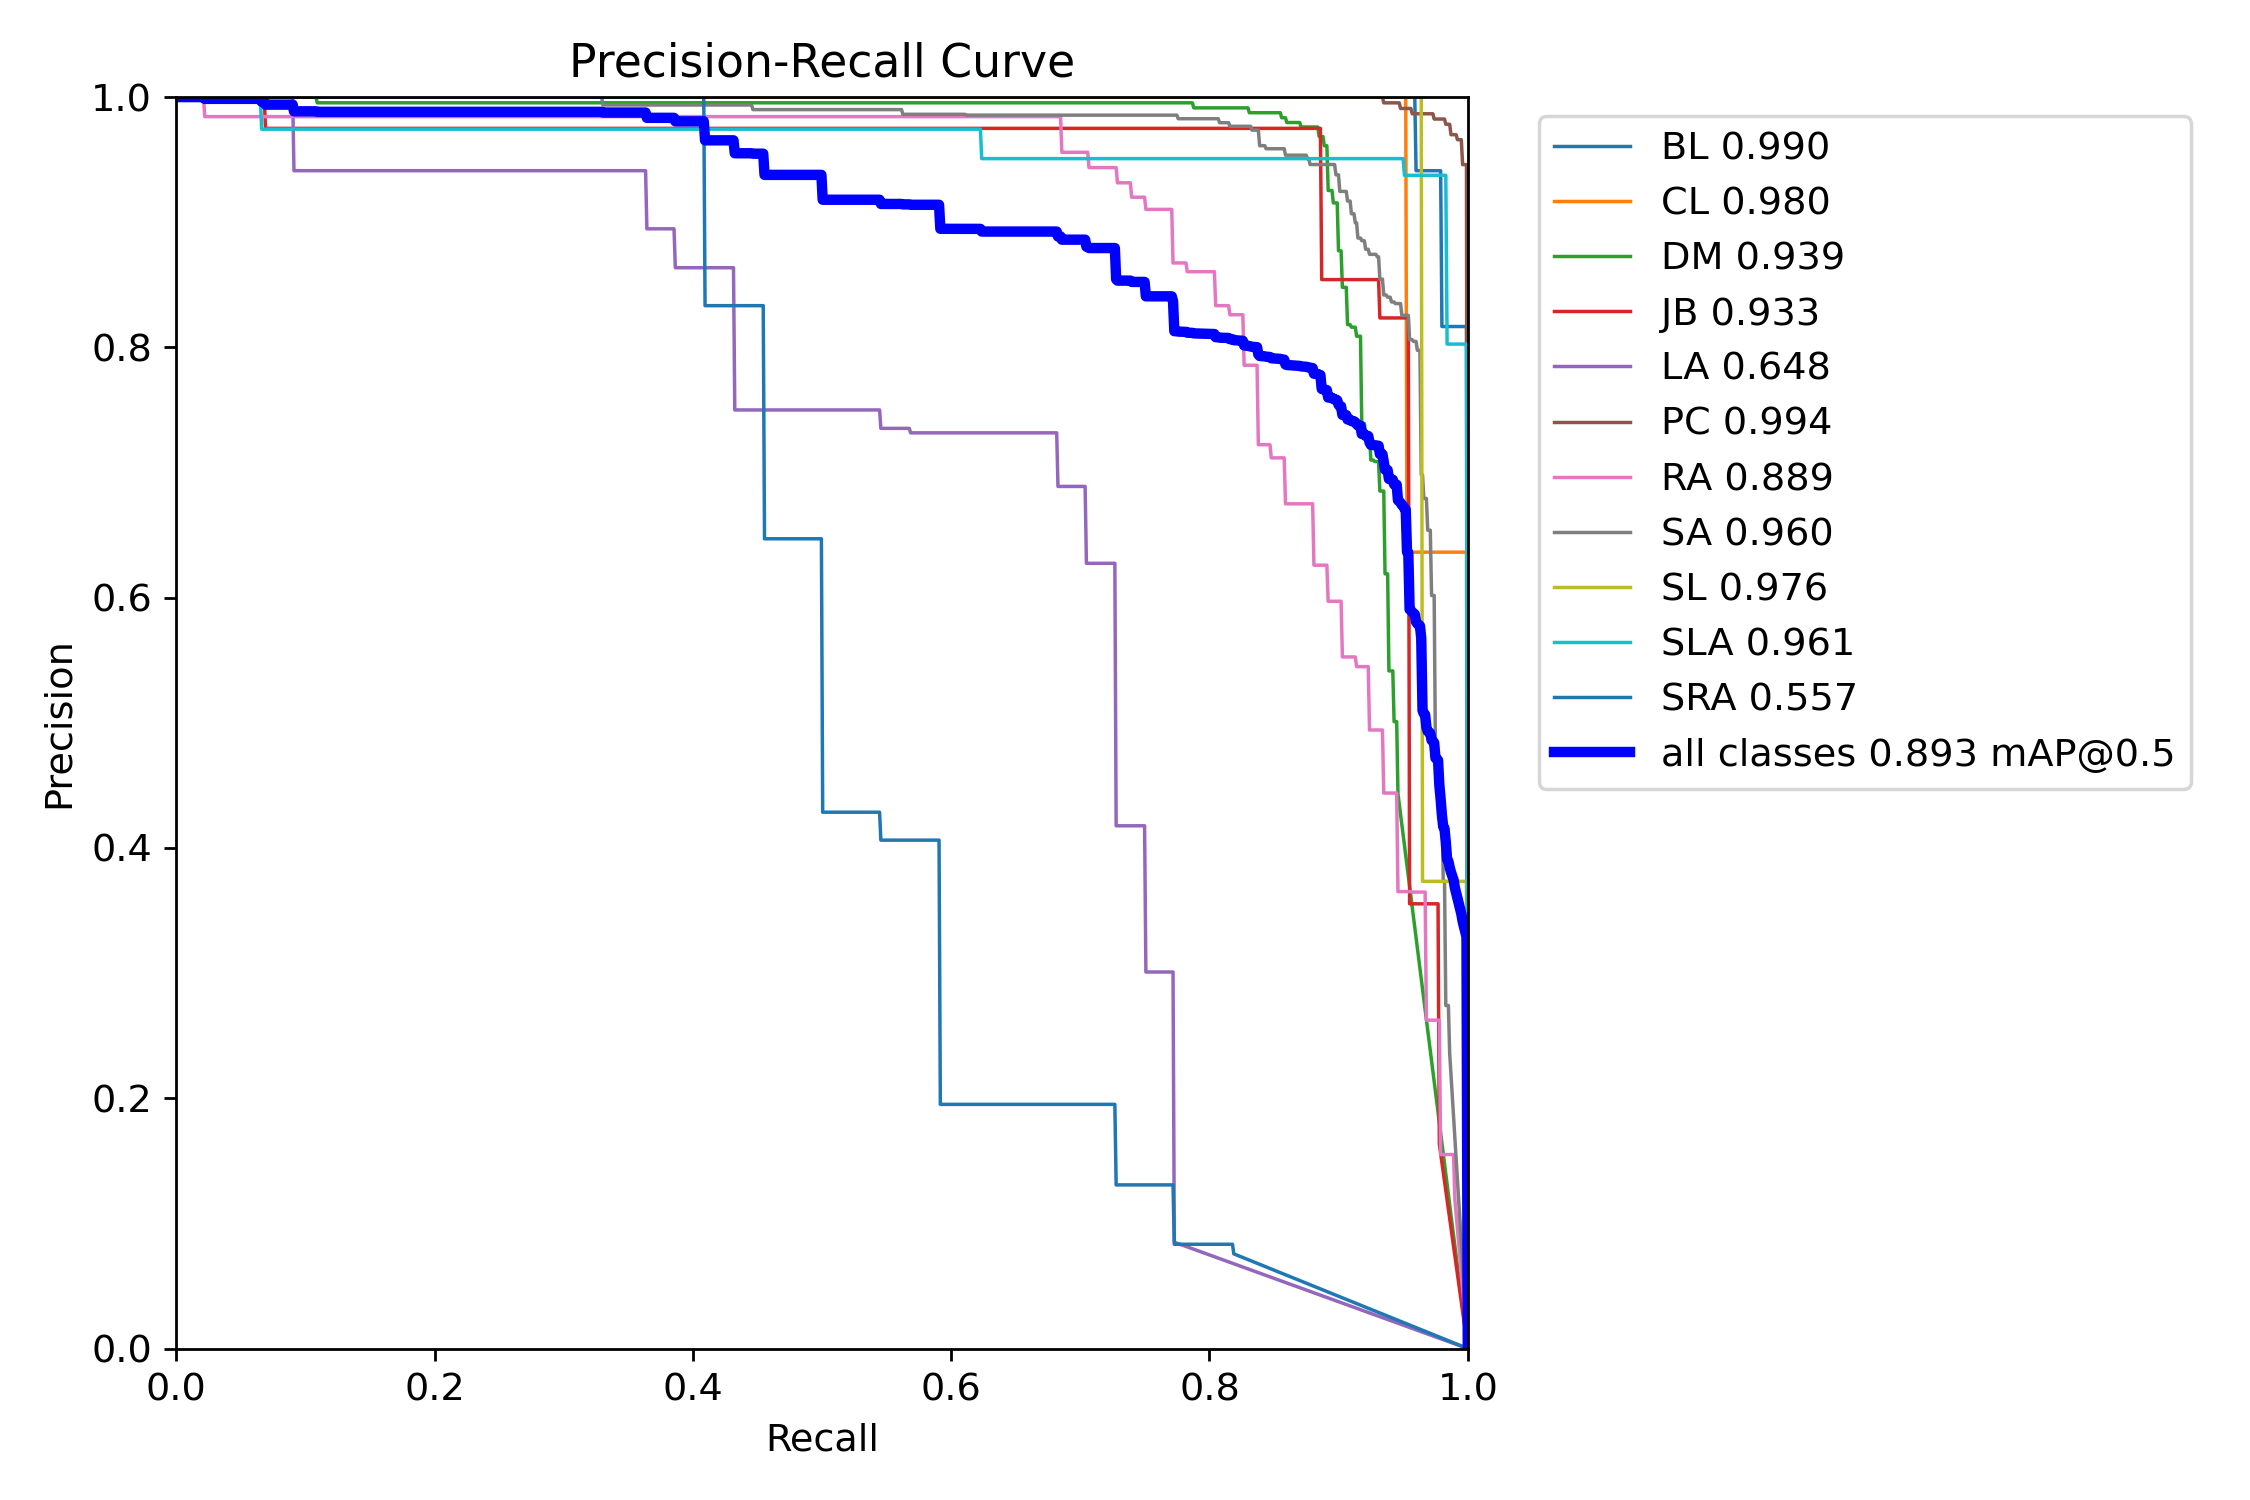 Precision-Recall Curve
1.0
0.8
0.6
0.4
0.2
0.0
Precision
0.0 0.2 0.4 0.6 0.8 1.0
Recall
BL 0.990
CL 0.980
DM 0.939
JB 0.933
LA 0.648
PC 0.994
RA 0.889
SA 0.960
SL 0.976
SLA 0.961
SRA 0.557
all classes 0.893 mAP@0.5